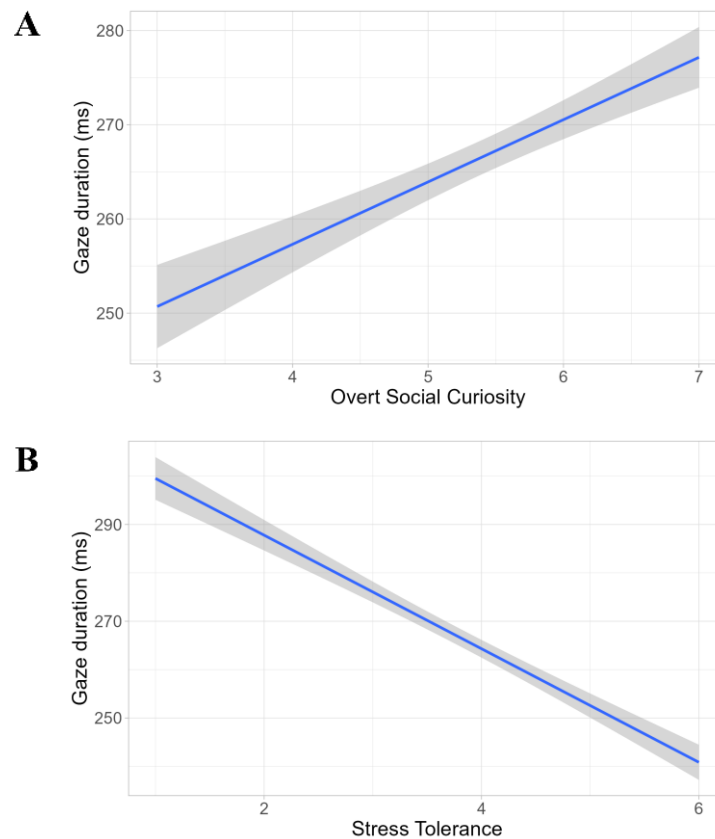 A
280
270
260
250
Gaze duration (ms)
3 4 5 6 7
Overt Social Curiosity
B
290
270
250
Gaze duration (ms)
2 4 6
Stress Tolerance